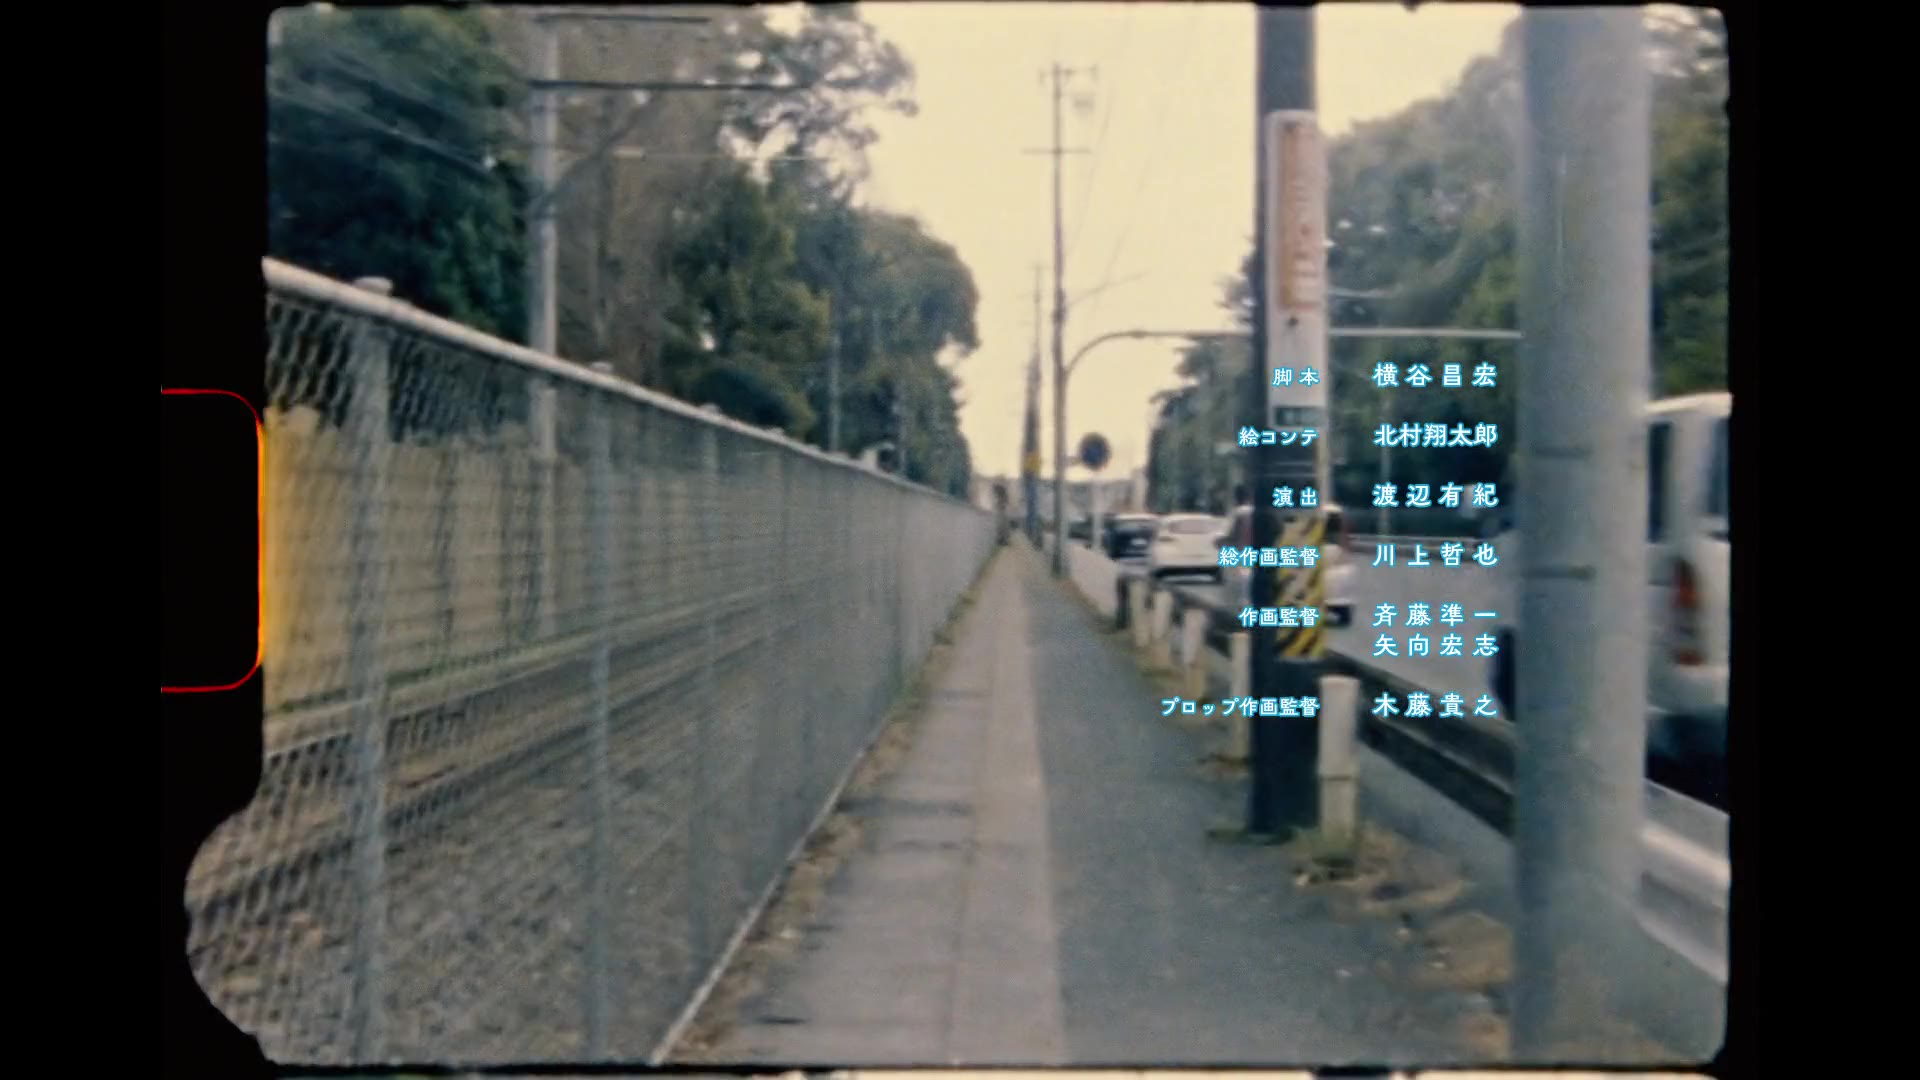 脚本 横谷昌宏
絵コンテ 北村翔太郎
演出 渡辺有紀
総作画監督 川上哲也
作画監督 斉藤準一
矢向宏志
プロップ作画監督 木藤貴之